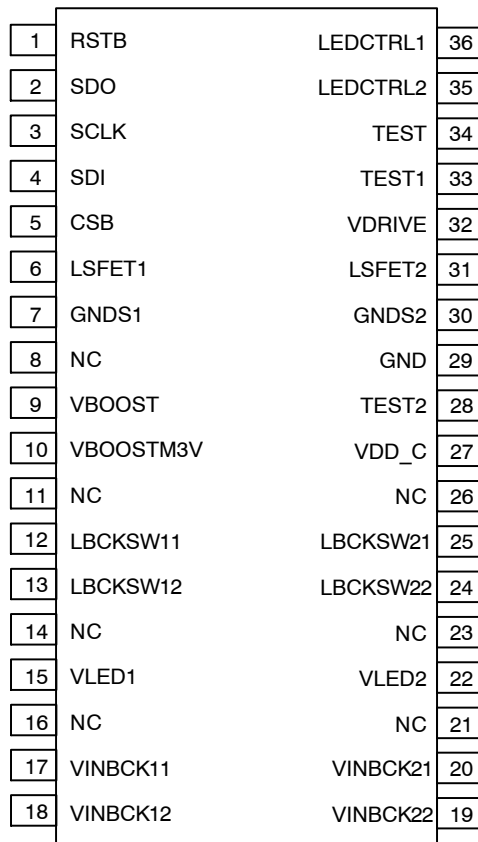 1 RSTB LEDCTRL1 36
2 SDO LEDCTRL2 35
3 SCLK TEST 34
4 SDI TEST1 33
5 CSB VDRIVE 32
6 LSFET1 LSFET2 31
7 GNDS1 GNDS2 30
8 NC GND 29
9 VBOOST TEST2 28
10 VBOOSTM3V VDD_C 27
11 NC NC 26
12 LBCKSW11 LBCKSW21 25
13 LBCKSW12 LBCKSW22 24
14 NC NC 23
15 VLED1 VLED2 22
16 NC NC 21
17 VINBCK11 VINBCK21 20
18 VINBCK12 VINBCK22 19